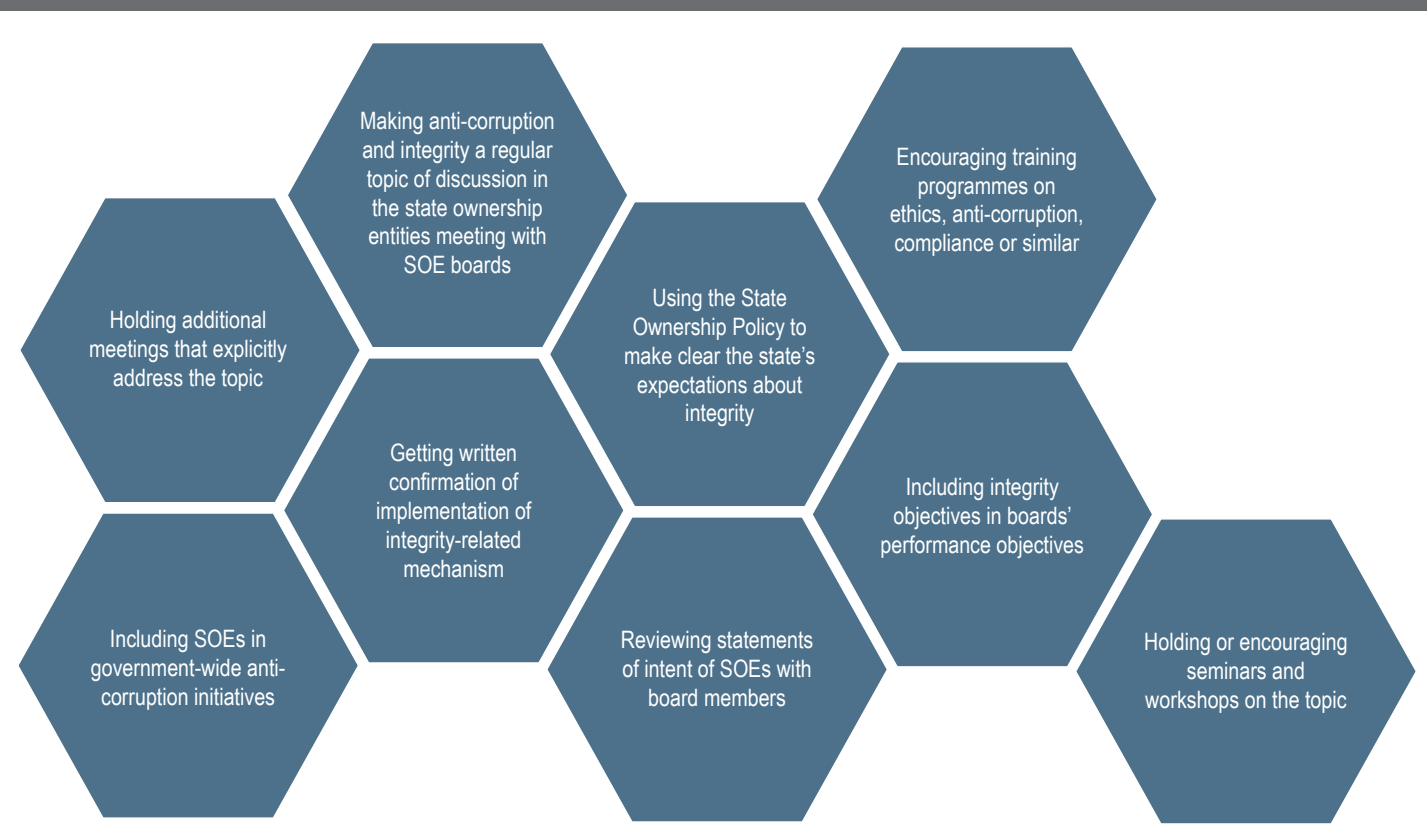 Making anti-corruption
and integrity a regular
topic of discussion in
the state ownership
entities meeting with
SOE boards
Encouraging training
programmes on
ethics, anti-corruption,
compliance or similar
Holding additional
meetings that explicitly
address the topic
Using the State
Ownership Policy to
make clear the state’s
expectations about
integrity
Getting written
confirmation of
implementation of
integrity-related
mechanism
Including integrity
objectives in boards’
performance objectives
Including SOEs in
government-wide anti-
corruption initiatives
Reviewing statements
of intent of SOEs with
board members
Holding or encouraging
seminars and
workshops on the topic